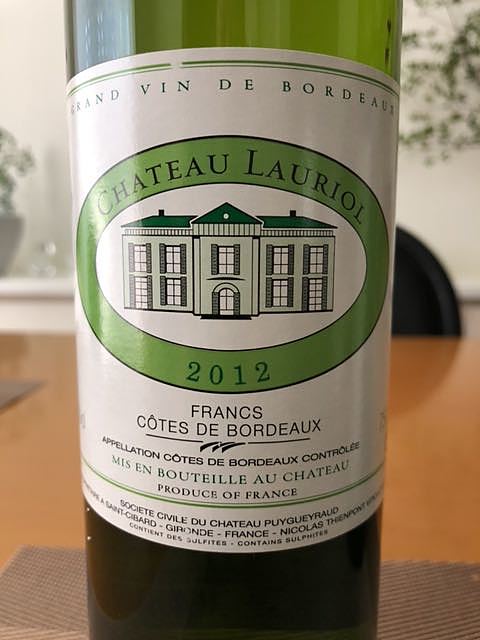 GRAND VIN DE BORDEAUX
CHATEAU LAURIOL
2012
FRANCS
CÔTES DE BORDEAUX
APPELLATION CÔTES DE BORDEAUX CONTRÔLÉE
MIS EN BOUTEILLE AU CHATEAU
PRODUCE OF FRANCE
SOCIETE CIVILE DU CHATEAU PUYGUEYRAUD
A SAINT-CIBARD - GIRONDE - FRANCE - NICOLAS THIENPONT
CONTIENT DES SULFITES - CONTAINS SULPHITES